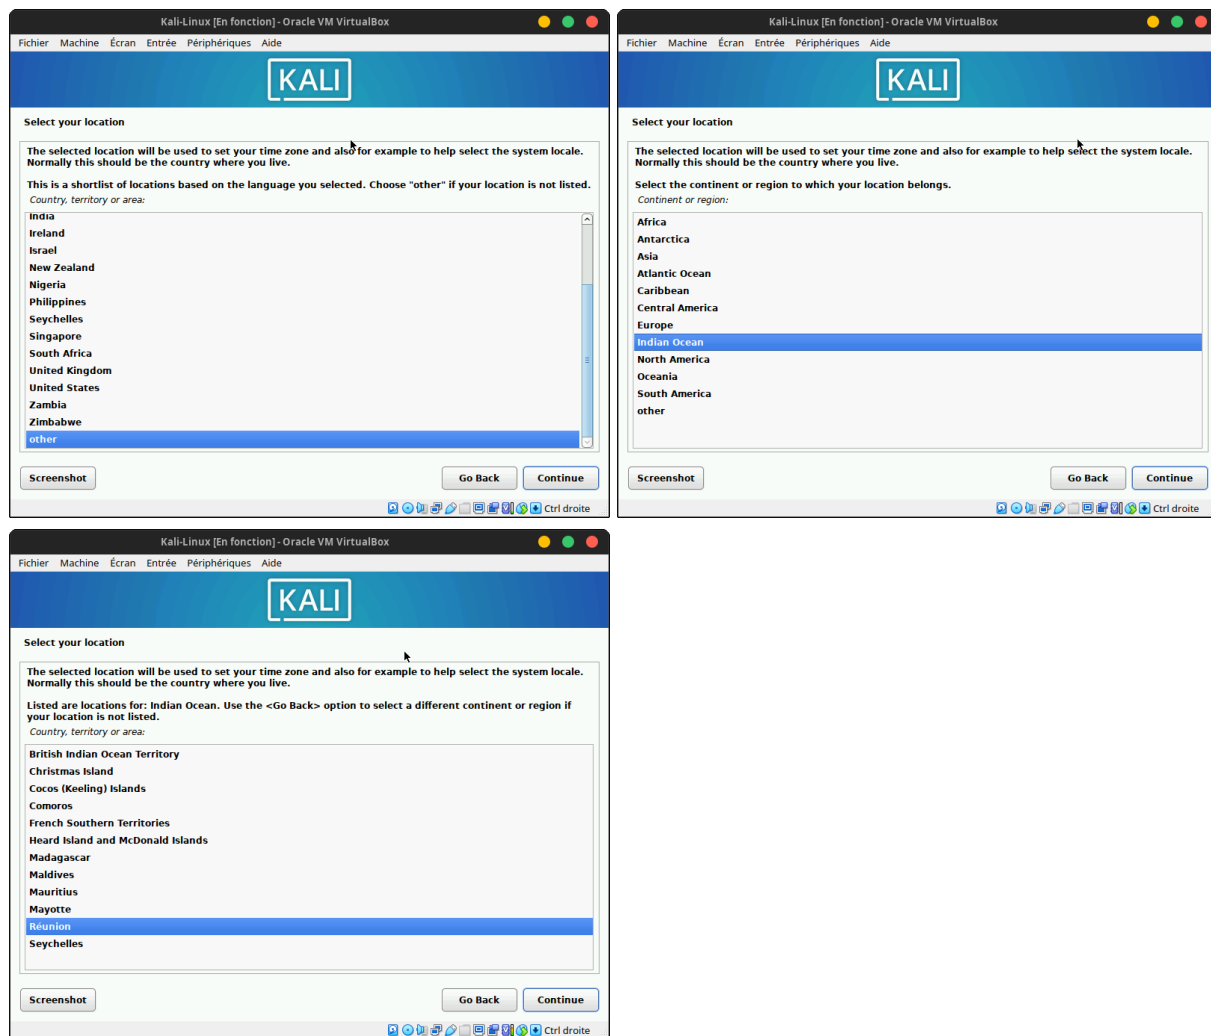 Kali-Linux [En fonction] - Oracle VM VirtualBox
Fichier Machine Écran Entrée Périphériques Aide
KALI
Select your location
The selected location will be used to set your time zone and also for example to help select the system locale.
Normally this should be the country where you live.
This is a shortlist of locations based on the language you selected. Choose "other" if your location is not listed.
Country, territory or area:
India
Ireland
Israel
New Zealand
Nigeria
Philippines
Seychelles
Singapore
South Africa
United Kingdom
United States
Zambia
Zimbabwe
other
Screenshot Go Back Continue
Ctrl droite
Kali-Linux [En fonction] - Oracle VM VirtualBox
Fichier Machine Écran Entrée Périphériques Aide
KALI
Select your location
The selected location will be used to set your time zone and also for example to help select the system locale.
Normally this should be the country where you live.
Select the continent or region to which your location belongs.
Continent or region:
Africa
Antarctica
Asia
Atlantic Ocean
Caribbean
Central America
Europe
Indian Ocean
North America
Oceania
South America
other
Screenshot Go Back Continue
Ctrl droite
Kali-Linux [En fonction] - Oracle VM VirtualBox
Fichier Machine Écran Entrée Périphériques Aide
KALI
Select your location
The selected location will be used to set your time zone and also for example to help select the system locale.
Normally this should be the country where you live.
Listed are locations for: Indian Ocean. Use the <Go Back> option to select a different continent or region if
your location is not listed.
Country, territory or area:
British Indian Ocean Territory
Christmas Island
Cocos (Keeling) Islands
Comoros
French Southern Territories
Heard Island and McDonald Islands
Madagascar
Maldives
Mauritius
Mayotte
Réunion
Seychelles
Screenshot Go Back Continue
Ctrl droite